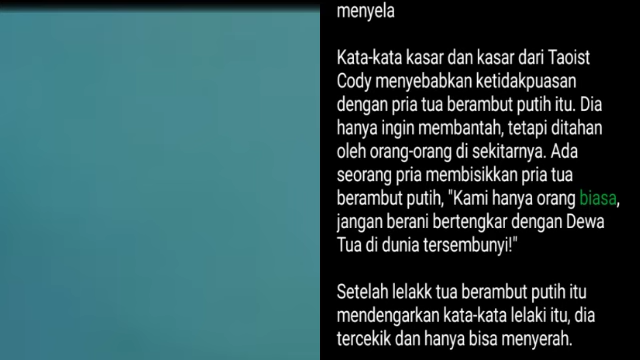 menyela
Kata-kata kasar dan kasar dari Taoist
Cody menyebabkan ketidakpuasan
dengan pria tua berambut putih itu. Dia
hanya ingin membantah, tetapi ditahan
oleh orang-orang di sekitarnya. Ada
seorang pria membisikkan pria tua
berambut putih, "Kami hanya orang biasa,
jangan berani bertengkar dengan Dewa
Tua di dunia tersembunyi!"
Setelah lelakk tua berambut putih itu
mendengarkan kata-kata lelaki itu, dia
tercekik dan hanya bisa menyerah.